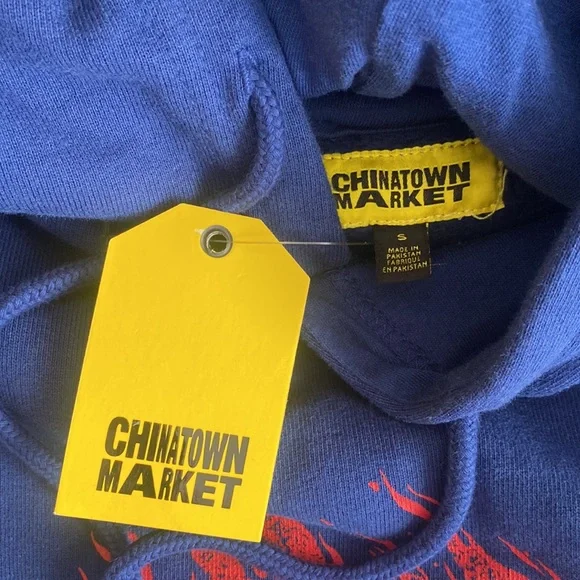 CHINATOWN
MARKET
S
MADE IN
PAKISTAN
FABRIQUÉ
EN PAKISTAN
CHINATOWN
MARKET